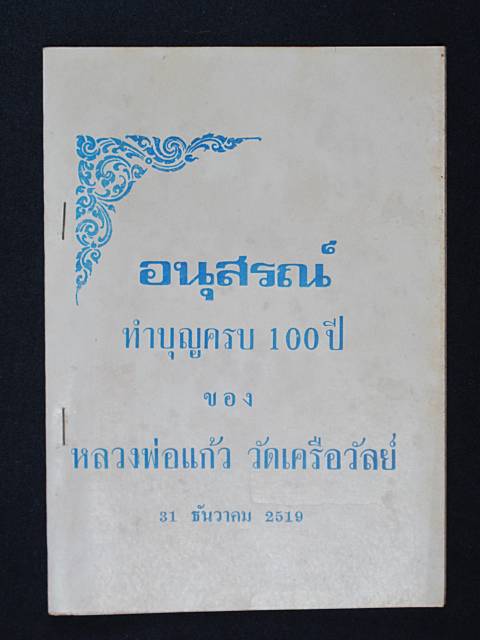 อนุสรณ์
ทำบุญครบ 100 ปี
ของ
หลวงพ่อแก้ว วัดเครือวัลย์
31 ธันวาคม 2519